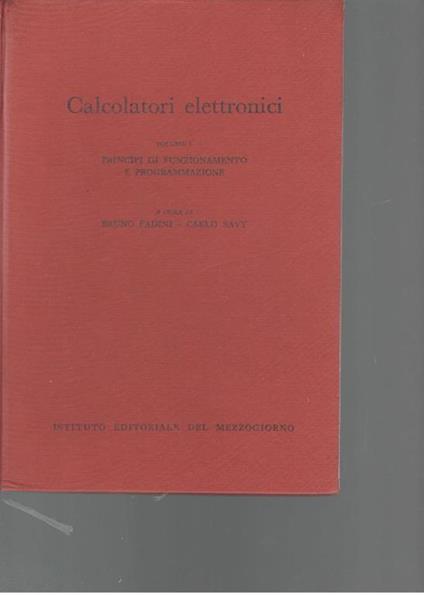 Calcolatori elettronici
VOLUME I
PRINCIPI DI FUNZIONAMENTO
E PROGRAMMAZIONE
A CURA DI
BRUNO FADINI - CARLO SAVY
ISTITUTO EDITORIALE DEL MEZZOGIORNO